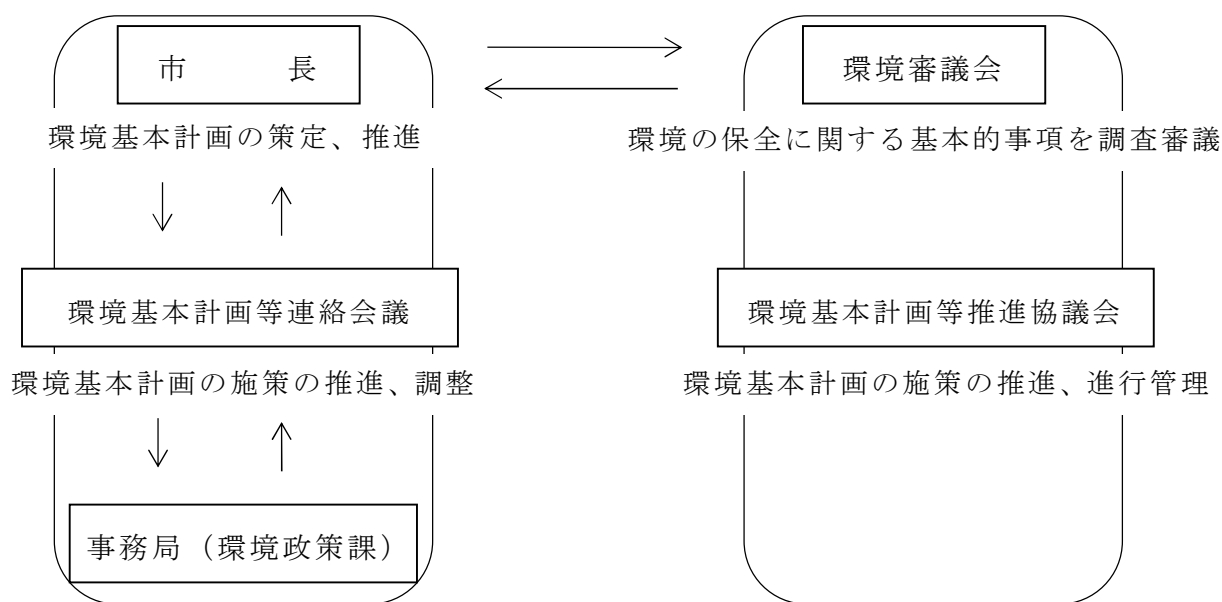 市　　　長
環境審議会
環境基本計画の策定、推進
環境の保全に関する基本的事項を調査審議
環境基本計画等連絡会議
環境基本計画等推進協議会
環境基本計画の施策の推進、調整
環境基本計画の施策の推進、進行管理
事務局（環境政策課）